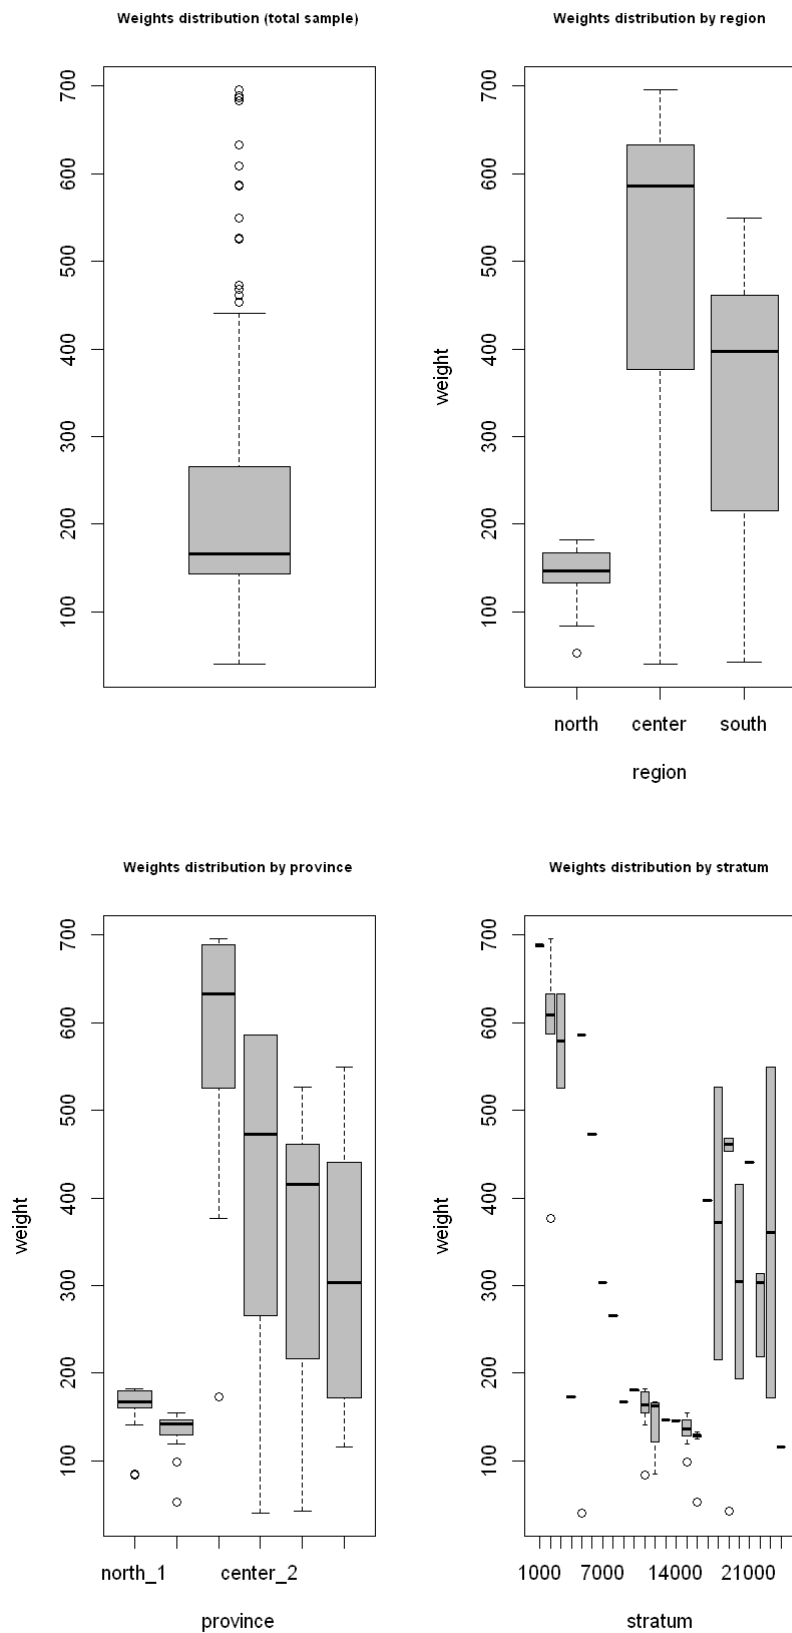 Weights distribution (total sample)
700
600
500
400
300
200
100
Weights distribution by region
700
600
500
400
300
200
100
weight
north center south
region
Weights distribution by province
700
600
500
400
300
200
100
weight
north_1 center_2
province
Weights distribution by stratum
700
600
500
400
300
200
100
weight
1000 7000 14000 21000
stratum